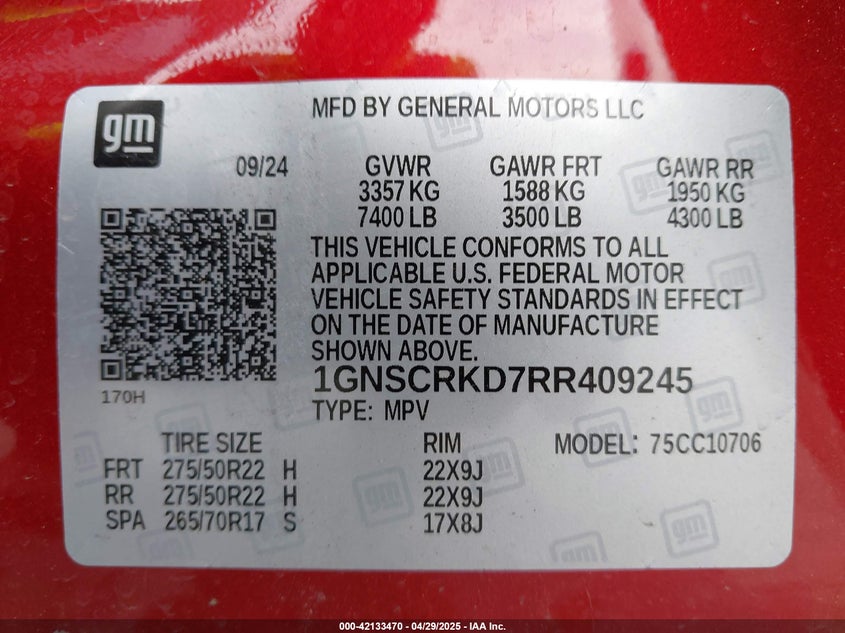 gm
MFD BY GENERAL MOTORS LLC
09/24
GVWR GAWR FRT GAWR RR
3357 KG 1588 KG 1950 KG
7400 LB 3500 LB 4300 LB
THIS VEHICLE CONFORMS TO ALL
APPLICABLE U.S. FEDERAL MOTOR
VEHICLE SAFETY STANDARDS IN EFFECT
ON THE DATE OF MANUFACTURE
SHOWN ABOVE.
1GNSCRKD7RR409245
170H
TYPE: MPV
TIRE SIZE RIM MODEL: 75CC10706
FRT 275/50R22 H 22X9J
RR 275/50R22 H 22X9J
SPA 265/70R17 S 17X8J
000-42133470 - 04/29/2025 - IAA Inc.